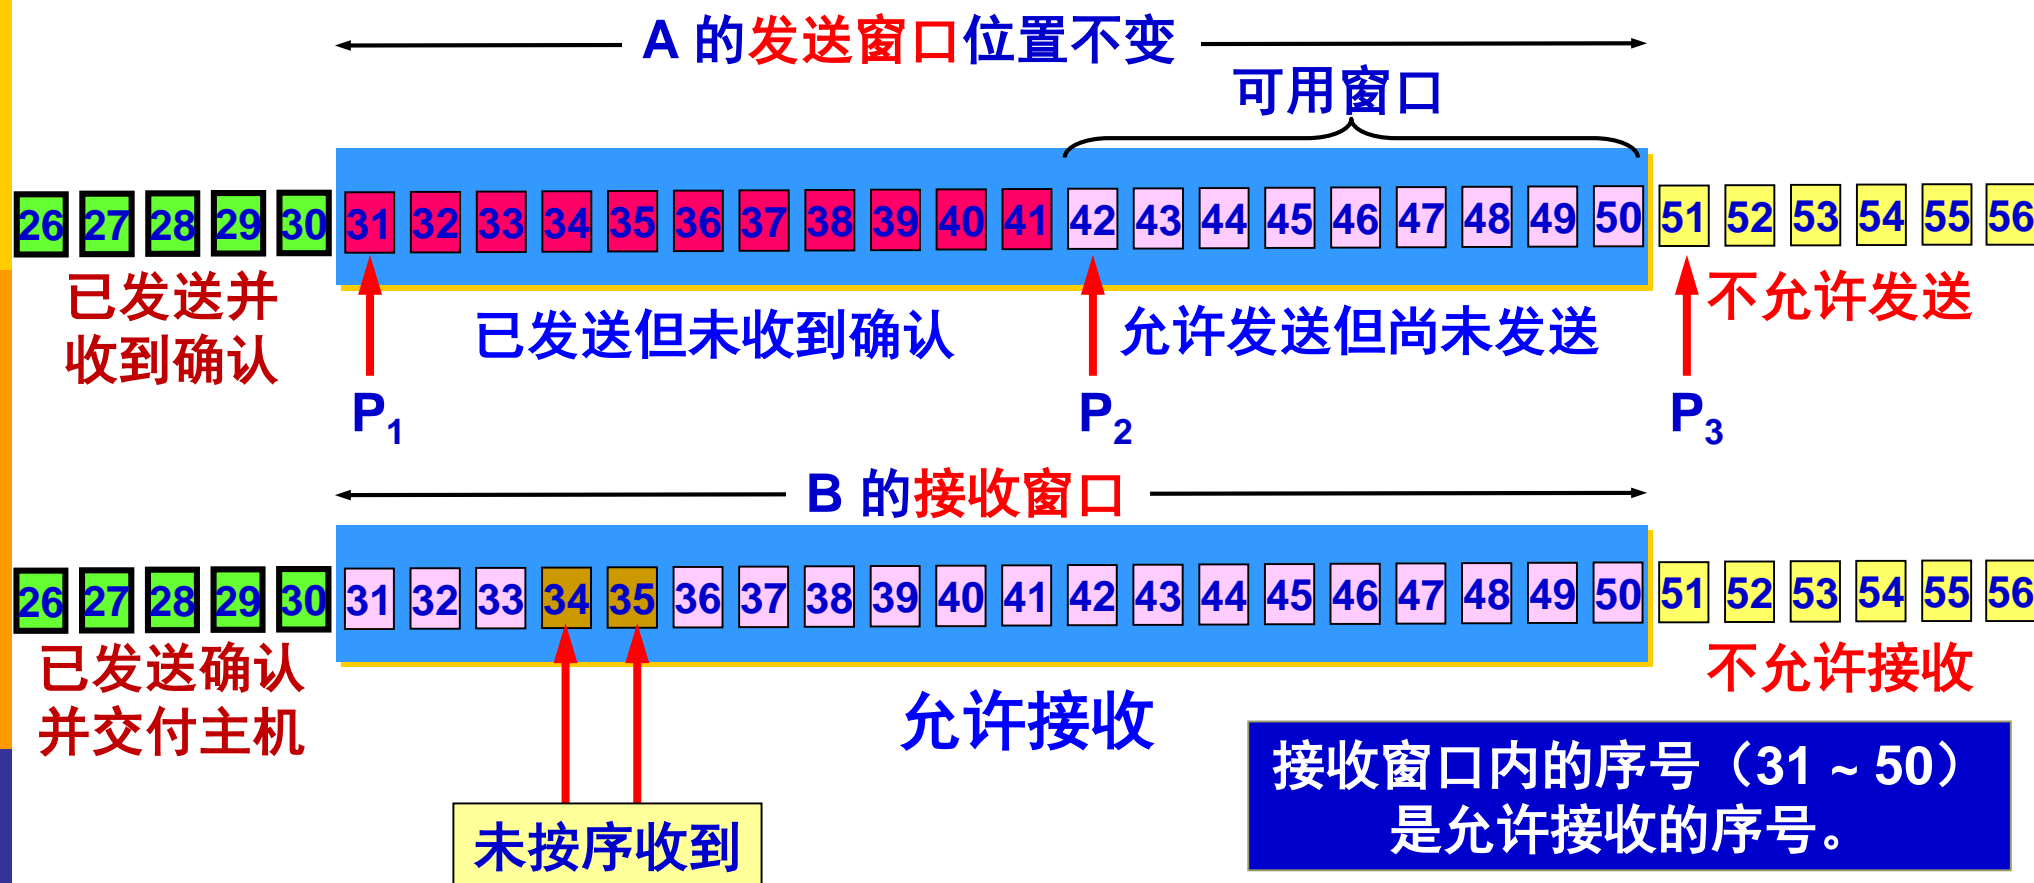 A 的发送窗口位置不变
可用窗口
26 27 28 29 30 31 32 33 34 35 36 37 38 39 40 41 42 43 44 45 46 47 48 49 50 51 52 53 54 55 56
已发送并
收到确认
已发送但未收到确认
允许发送但尚未发送
不允许发送
P1
P2
P3
B 的接收窗口
26 27 28 29 30 31 32 33 34 35 36 37 38 39 40 41 42 43 44 45 46 47 48 49 50 51 52 53 54 55 56
已发送确认
并交付主机
允许接收
不允许接收
未按序收到
接收窗口内的序号（31 ~ 50）
是允许接收的序号。